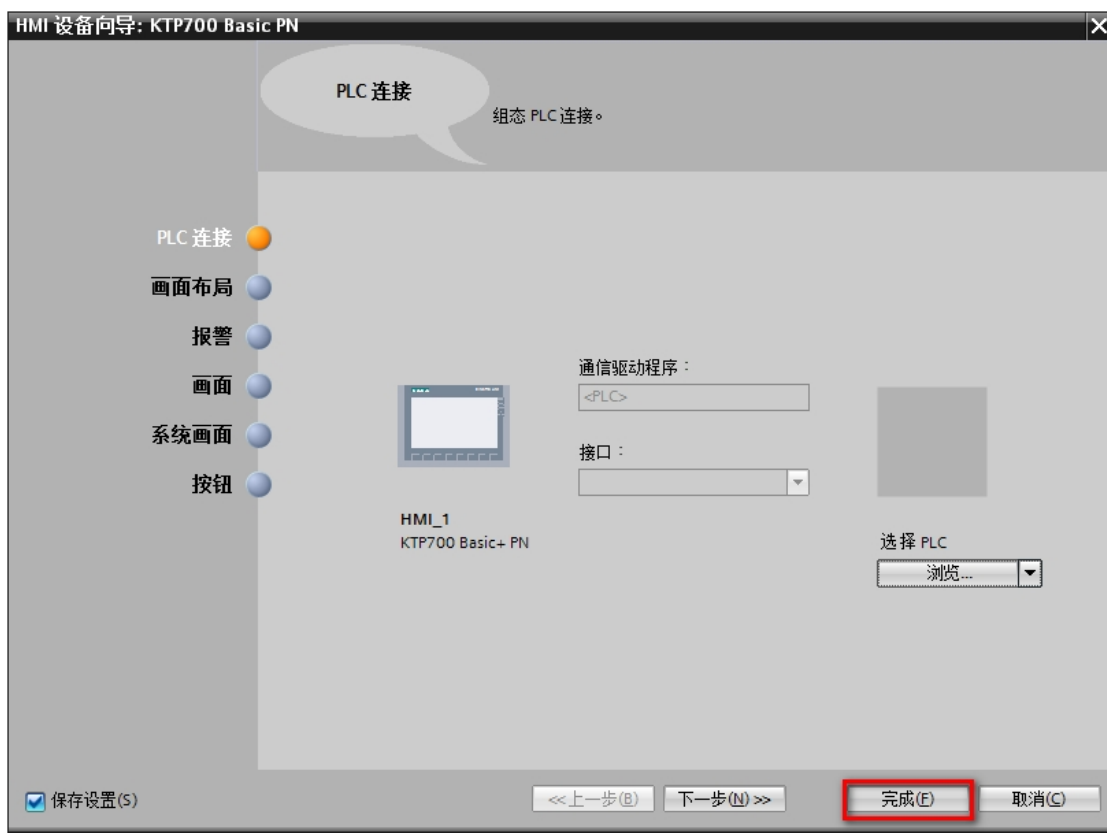 HMI 设备向导: KTP700 Basic PN
PLC 连接
组态 PLC 连接。
PLC 连接
画面布局
报警
画面
系统画面
按钮
通信驱动程序：
<PLC>
接口：
HMI_1
KTP700 Basic+ PN
选择 PLC
浏览...
保存设置(S)
<<上一步(B)
下一步(N)>>
完成(F)
取消(C)